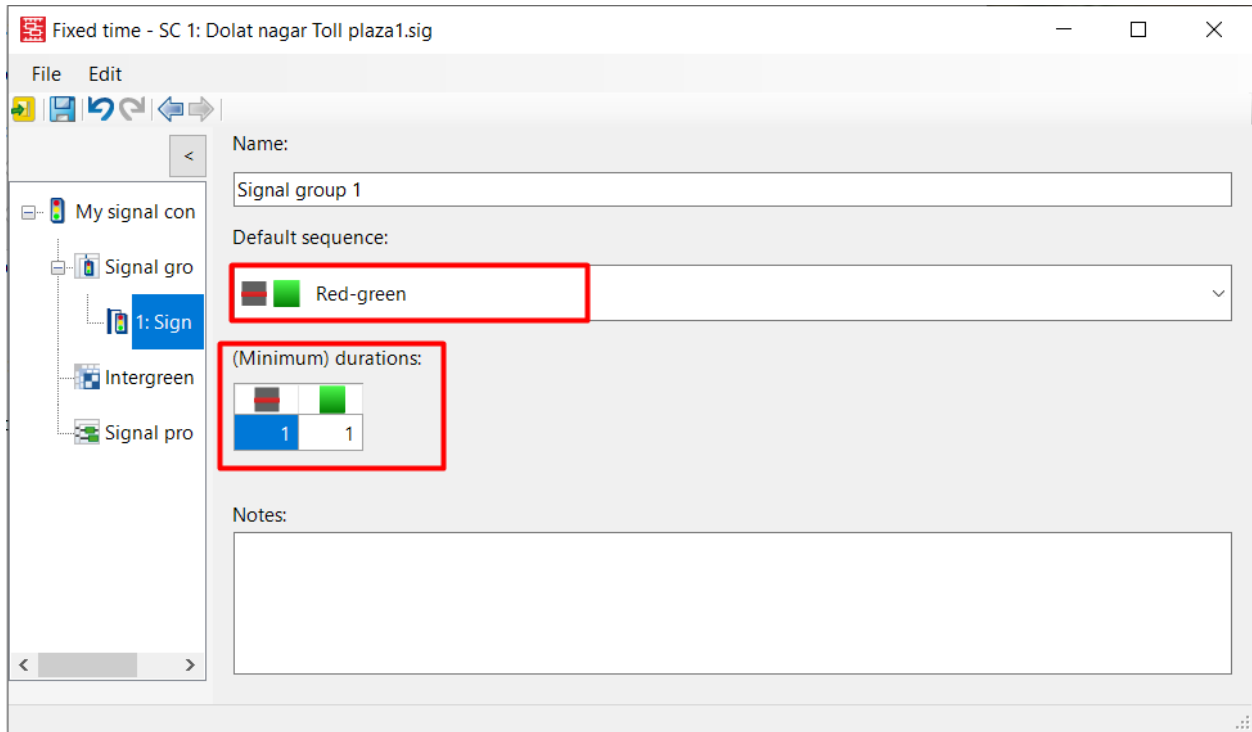 Fixed time - SC 1: Dolat nagar Toll plaza1.sig
File Edit
<
Name:
My signal con
Signal group 1
Default sequence:
Signal gro
Red-green
1: Sign
(Minimum) durations:
Intergreen
1 1
Signal pro
Notes: